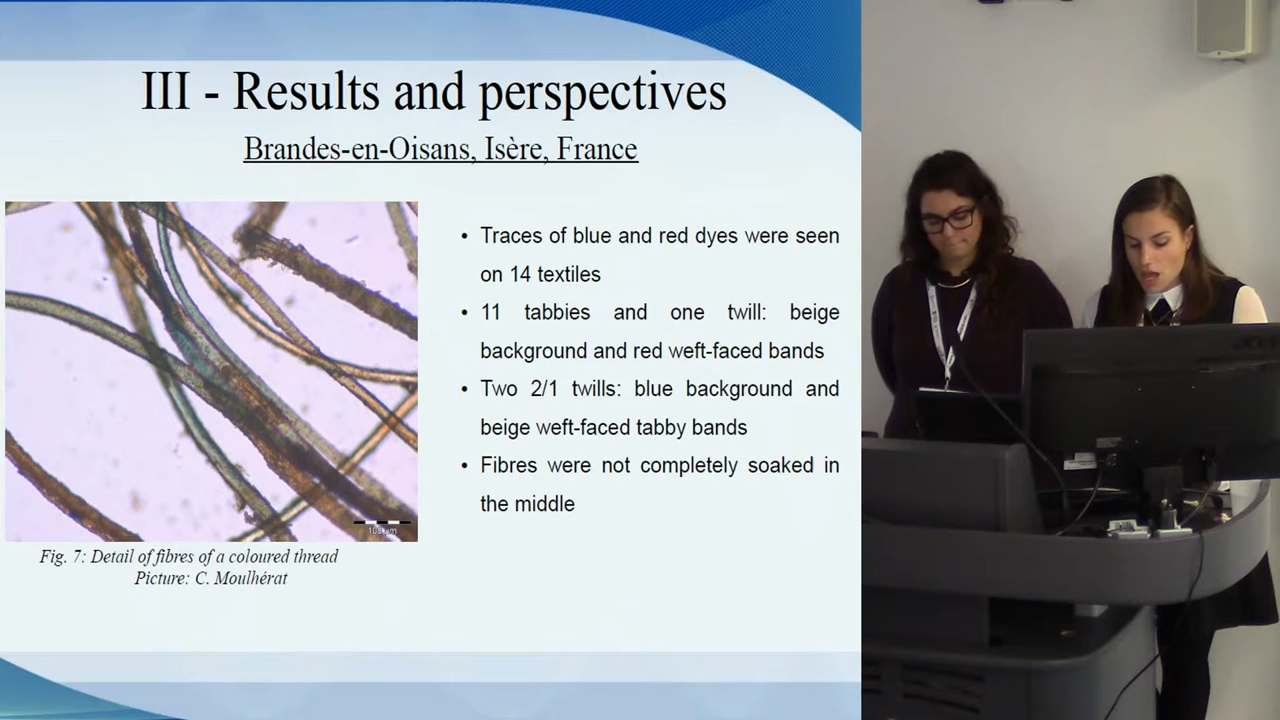 III - Results and perspectives
Brandes-en-Oisans, Isère, France
• Traces of blue and red dyes were seen
on 14 textiles
• 11 tabbies and one twill: beige
background and red weft-faced bands
• Two 2/1 twills: blue background and
beige weft-faced tabby bands
• Fibres were not completely soaked in
the middle
Fig. 7: Detail of fibres of a coloured thread
Picture: C. Moulhérat